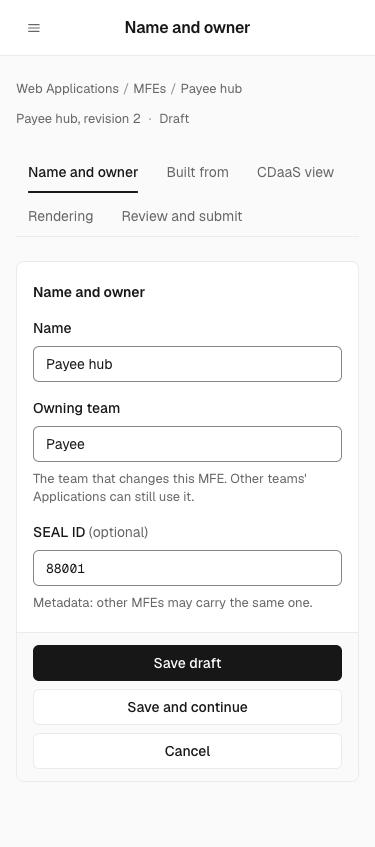 Name and owner
Web Applications / MFEs / Payee hub
Payee hub, revision 2 · Draft
Name and owner Built from CDaaS view
Rendering Review and submit
Name and owner
Name
Payee hub
Owning team
Payee
The team that changes this MFE. Other teams'
Applications can still use it.
SEAL ID (optional)
88001
Metadata: other MFEs may carry the same one.
Save draft
Save and continue
Cancel